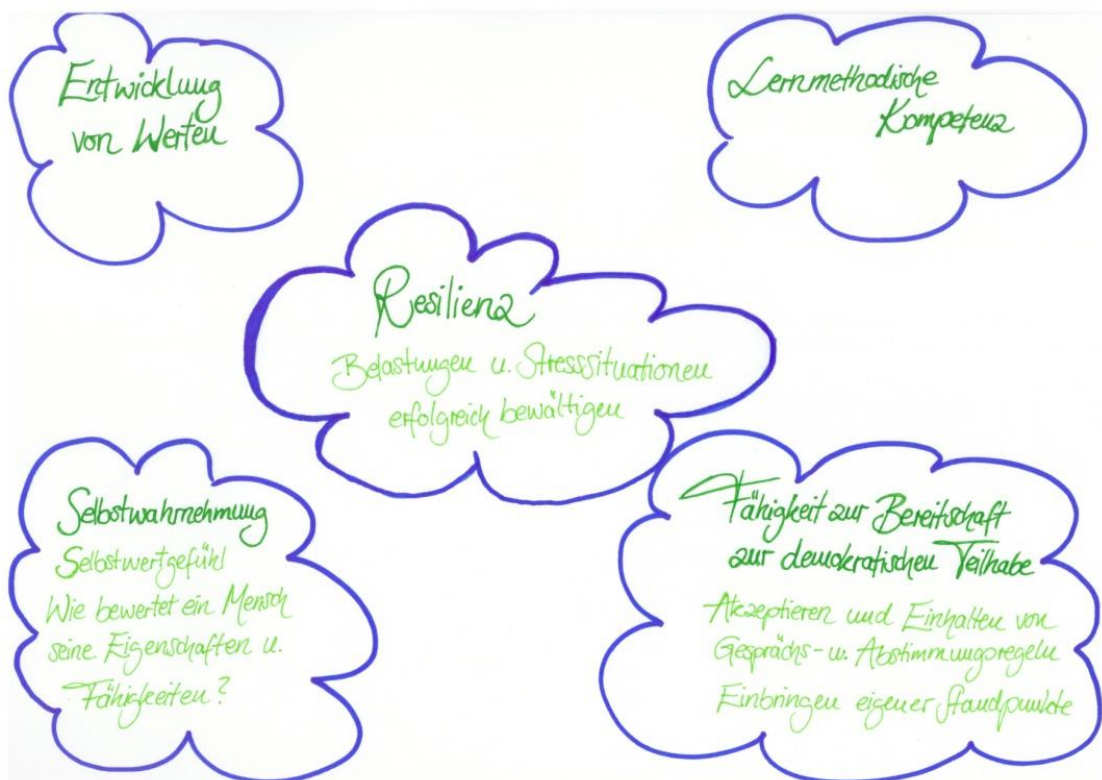 Entwicklung
von Werten
Lernmethodische
Kompetenz
Resilienz
Belastungen u. Stresssituationen
erfolgreich bewältigen
Selbstwahrnehmung
Selbstwertgefühl
Wie bewertet ein Mensch
seine Eigenschaften u.
Fähigkeiten?
Fähigkeit zur Bereitschaft
zur demokratischen Teilhabe
Akzeptieren und Einhalten von
Gesprächs- u. Abstimmungsregeln
Einbringen eigener Standpunkte